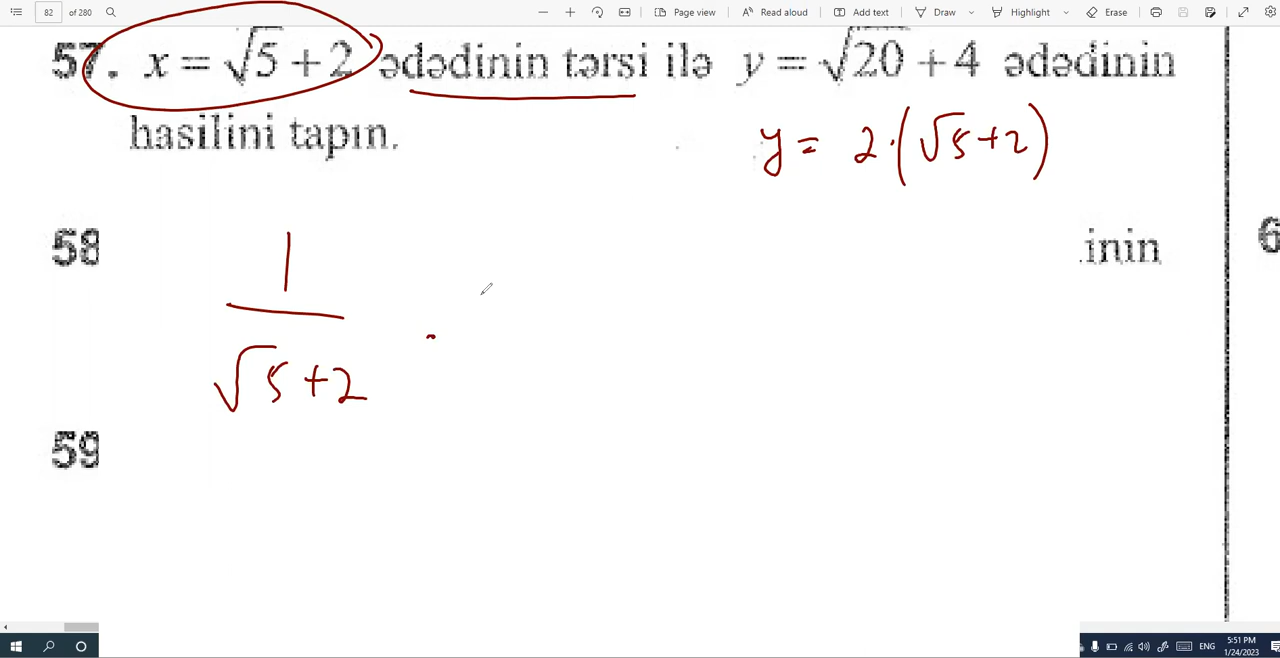 82 of 280 Page view Read aloud Add text Draw Highlight Erase
57. x = √5 + 2 ədədinin tərsi ilə y = √20 + 4 ədədinin
hasilini tapın.
y = 2·(√5+2)
58 .inin 6
1
√5+2 ·
59
ENG 5:51 PM
1/24/2023